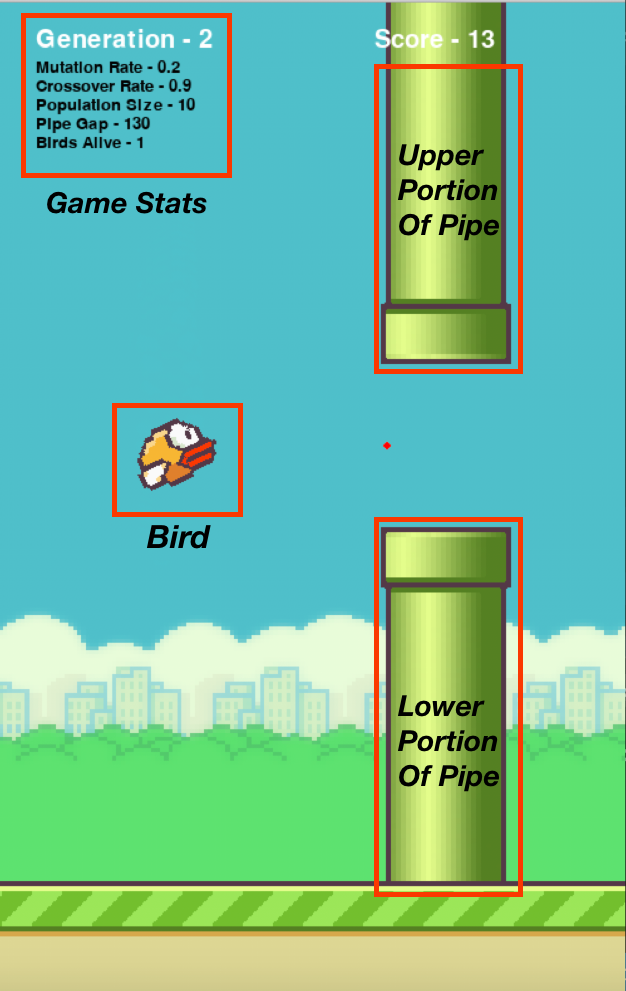 Generation - 2
Score - 13
Mutation Rate - 0.2
Crossover Rate - 0.9
Population Size - 10
Pipe Gap - 130
Birds Alive - 1
Game Stats
Upper
Portion
Of Pipe
Bird
Lower
Portion
Of Pipe